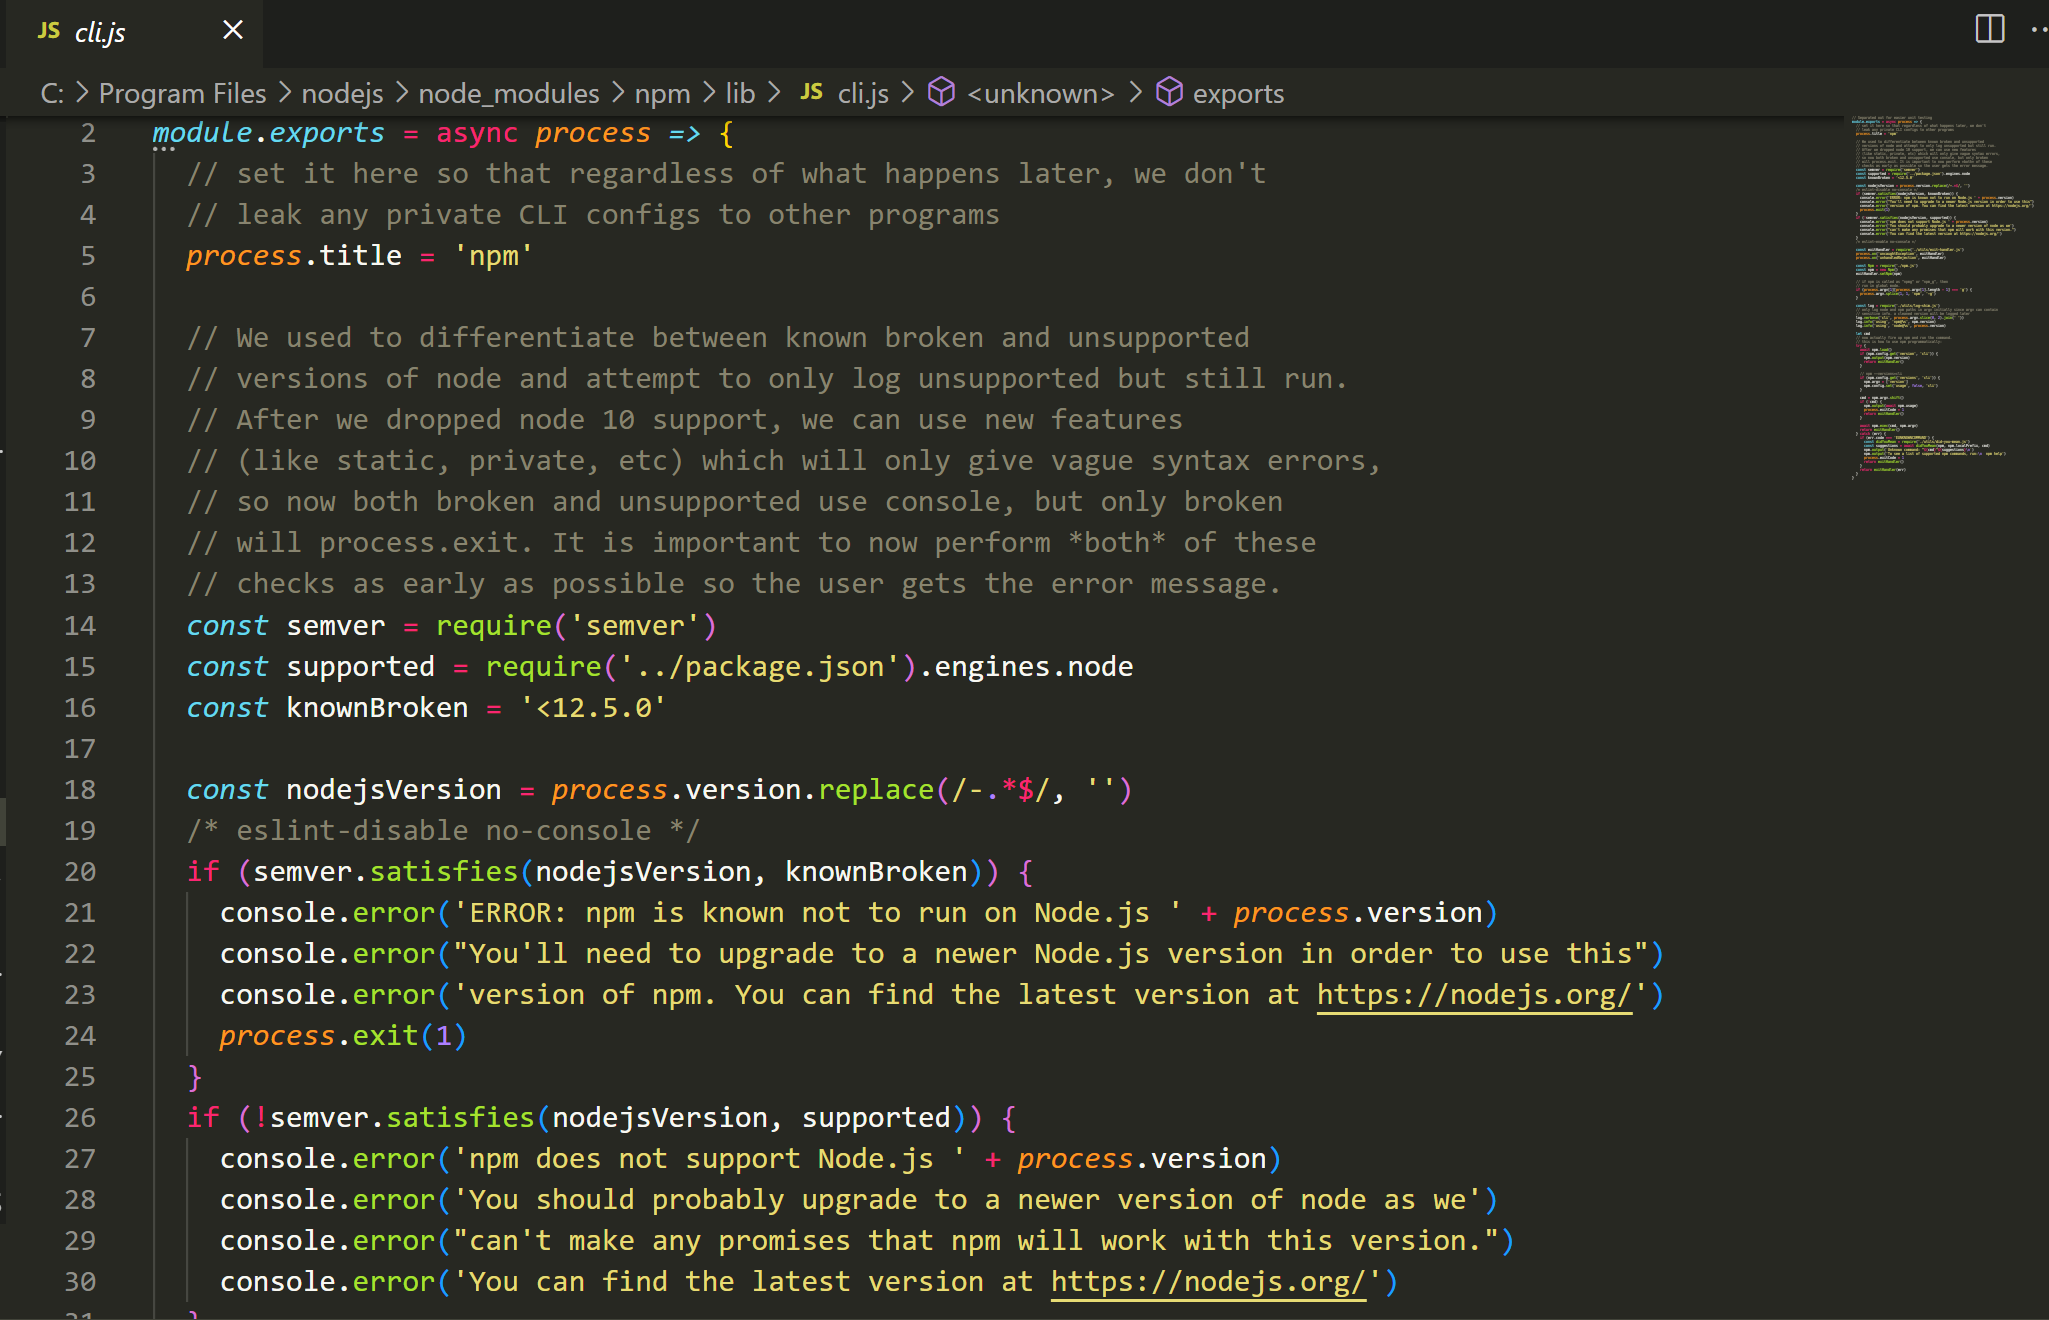 JS cli.js
C: > Program Files > nodejs > node_modules > npm > lib > JS cli.js > <unknown> > exports
2 module.exports = async process => {
3 // set it here so that regardless of what happens later, we don't
4 // leak any private CLI configs to other programs
5 process.title = 'npm'
6
7 // We used to differentiate between known broken and unsupported
8 // versions of node and attempt to only log unsupported but still run.
9 // After we dropped node 10 support, we can use new features
10 // (like static, private, etc) which will only give vague syntax errors,
11 // so now both broken and unsupported use console, but only broken
12 // will process.exit. It is important to now perform *both* of these
13 // checks as early as possible so the user gets the error message.
14 const semver = require('semver')
15 const supported = require('../package.json').engines.node
16 const knownBroken = '<12.5.0'
17
18 const nodejsVersion = process.version.replace(/-.*$/, '')
19 /* eslint-disable no-console */
20 if (semver.satisfies(nodejsVersion, knownBroken)) {
21 console.error('ERROR: npm is known not to run on Node.js ' + process.version)
22 console.error("You'll need to upgrade to a newer Node.js version in order to use this")
23 console.error('version of npm. You can find the latest version at https://nodejs.org/')
24 process.exit(1)
25 }
26 if (!semver.satisfies(nodejsVersion, supported)) {
27 console.error('npm does not support Node.js ' + process.version)
28 console.error('You should probably upgrade to a newer version of node as we')
29 console.error("can't make any promises that npm will work with this version.")
30 console.error('You can find the latest version at https://nodejs.org/')
31 }